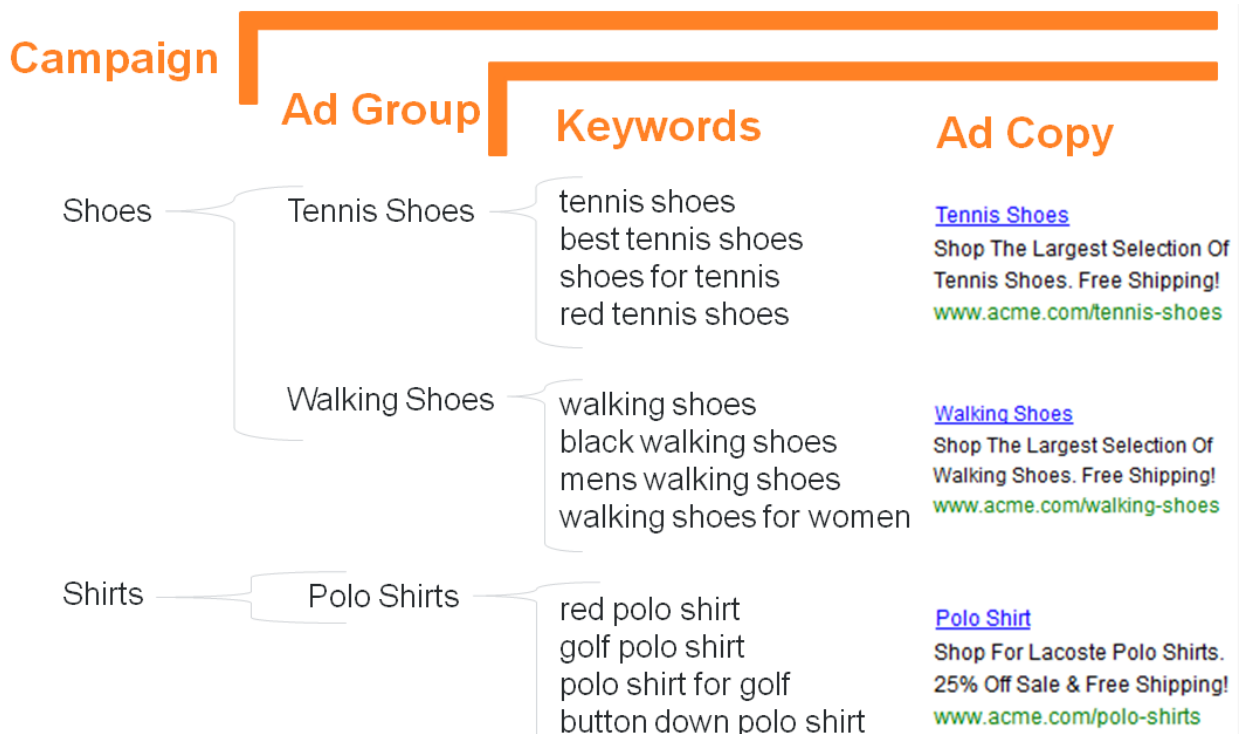 Campaign
Ad Group
Keywords
Ad Copy
Shoes
Tennis Shoes
tennis shoes
best tennis shoes
shoes for tennis
red tennis shoes
Tennis Shoes
Shop The Largest Selection Of
Tennis Shoes. Free Shipping!
www.acme.com/tennis-shoes
Walking Shoes
walking shoes
black walking shoes
mens walking shoes
walking shoes for women
Walking Shoes
Shop The Largest Selection Of
Walking Shoes. Free Shipping!
www.acme.com/walking-shoes
Shirts
Polo Shirts
red polo shirt
golf polo shirt
polo shirt for golf
button down polo shirt
Polo Shirt
Shop For Lacoste Polo Shirts.
25% Off Sale & Free Shipping!
www.acme.com/polo-shirts